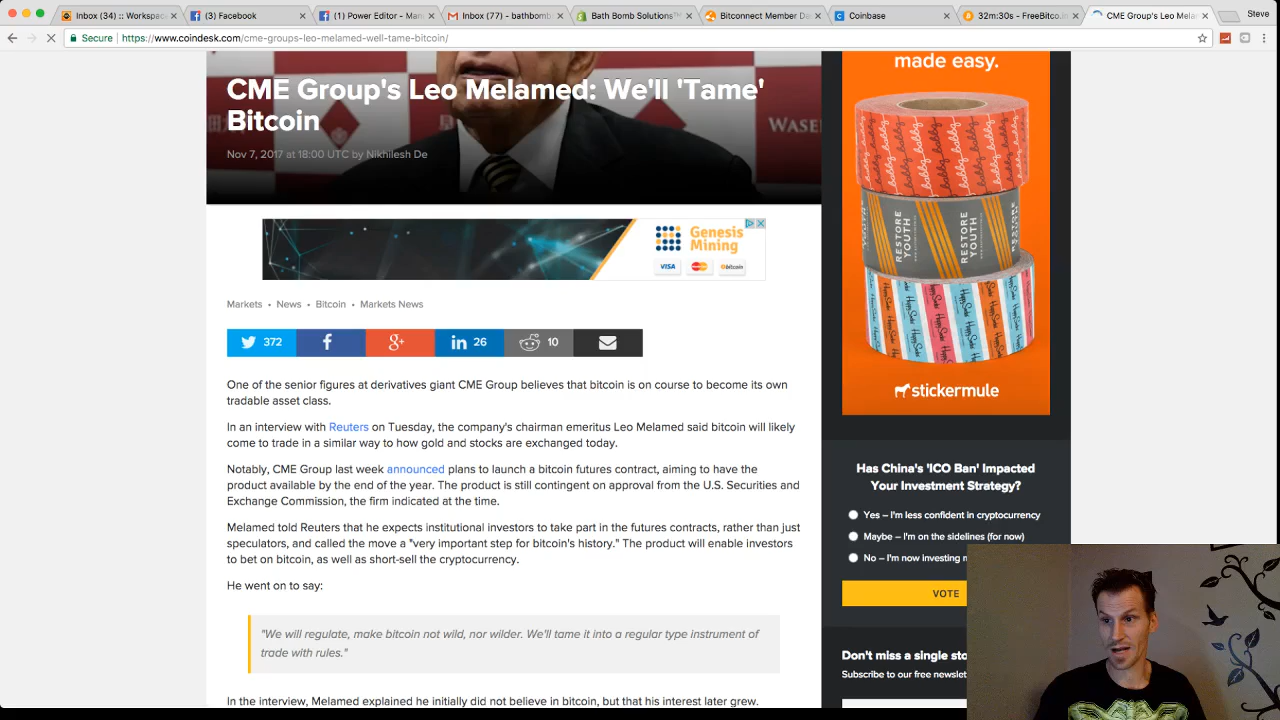 Inbox (34) - Workspac
(3) Facebook
(1) Power Editor - Man
Inbox (77) - bathbomb
Bath Bomb Solutions™
Bitconnect Member Da
Coinbase
32m:30s - FreeBitco.in
CME Group's Leo Melam
Steve
Secure
https://www.coindesk.com/cme-groups-leo-melamed-well-tame-bitcoin/
made easy.
CME Group's Leo Melamed: We'll 'Tame'
Bitcoin
WASE
Nov 7, 2017 at 18:00 UTC by Nikhilesh De
Genesis
Mining
VISA
bitcoin
RESTORE
YOUTH
RESTORE
YOUTH
Markets • News • Bitcoin • Markets News
372
26
10
stickermule
One of the senior figures at derivatives giant CME Group believes that bitcoin is on course to become its own
tradable asset class.
In an interview with Reuters on Tuesday, the company's chairman emeritus Leo Melamed said bitcoin will likely
come to trade in a similar way to how gold and stocks are exchanged today.
Notably, CME Group last week announced plans to launch a bitcoin futures contract, aiming to have the
product available by the end of the year. The product is still contingent on approval from the U.S. Securities and
Exchange Commission, the firm indicated at the time.
Melamed told Reuters that he expects institutional investors to take part in the futures contracts, rather than just
speculators, and called the move a "very important step for bitcoin's history." The product will enable investors
to bet on bitcoin, as well as short-sell the cryptocurrency.
He went on to say:
"We will regulate, make bitcoin not wild, nor wilder. We'll tame it into a regular type instrument of
trade with rules."
In the interview, Melamed explained he initially did not believe in bitcoin, but that his interest later grew.
Has China's 'ICO Ban' Impacted
Your Investment Strategy?
Yes – I'm less confident in cryptocurrency
Maybe – I'm on the sidelines (for now)
No – I'm now investing m
VOTE
Don't miss a single sto
Subscribe to our free newslet